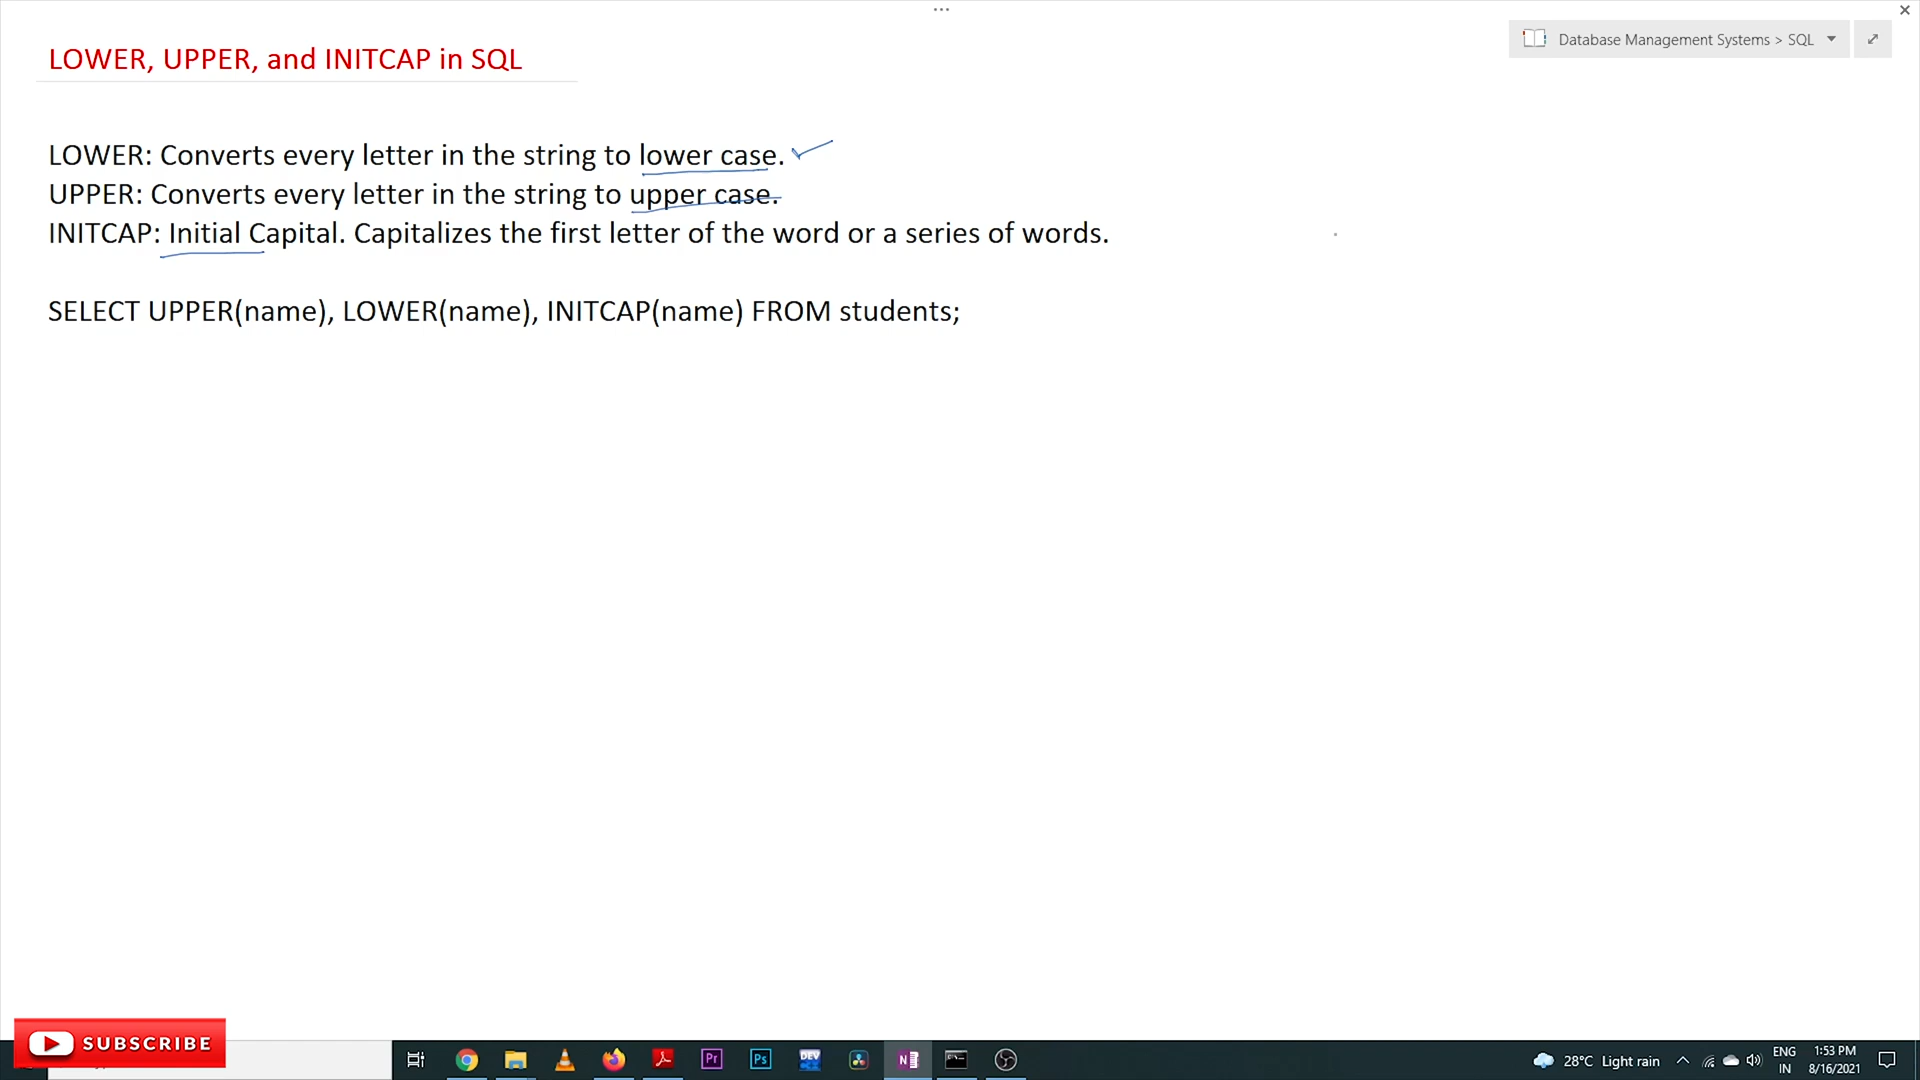 Database Management Systems > SQL
LOWER, UPPER, and INITCAP in SQL
LOWER: Converts every letter in the string to lower case.
UPPER: Converts every letter in the string to upper case.
INITCAP: Initial Capital. Capitalizes the first letter of the word or a series of words.
SELECT UPPER(name), LOWER(name), INITCAP(name) FROM students;
SUBSCRIBE
Pr
Ps
DEV
N
28°C Light rain
ENG
IN
1:53 PM
8/16/2021